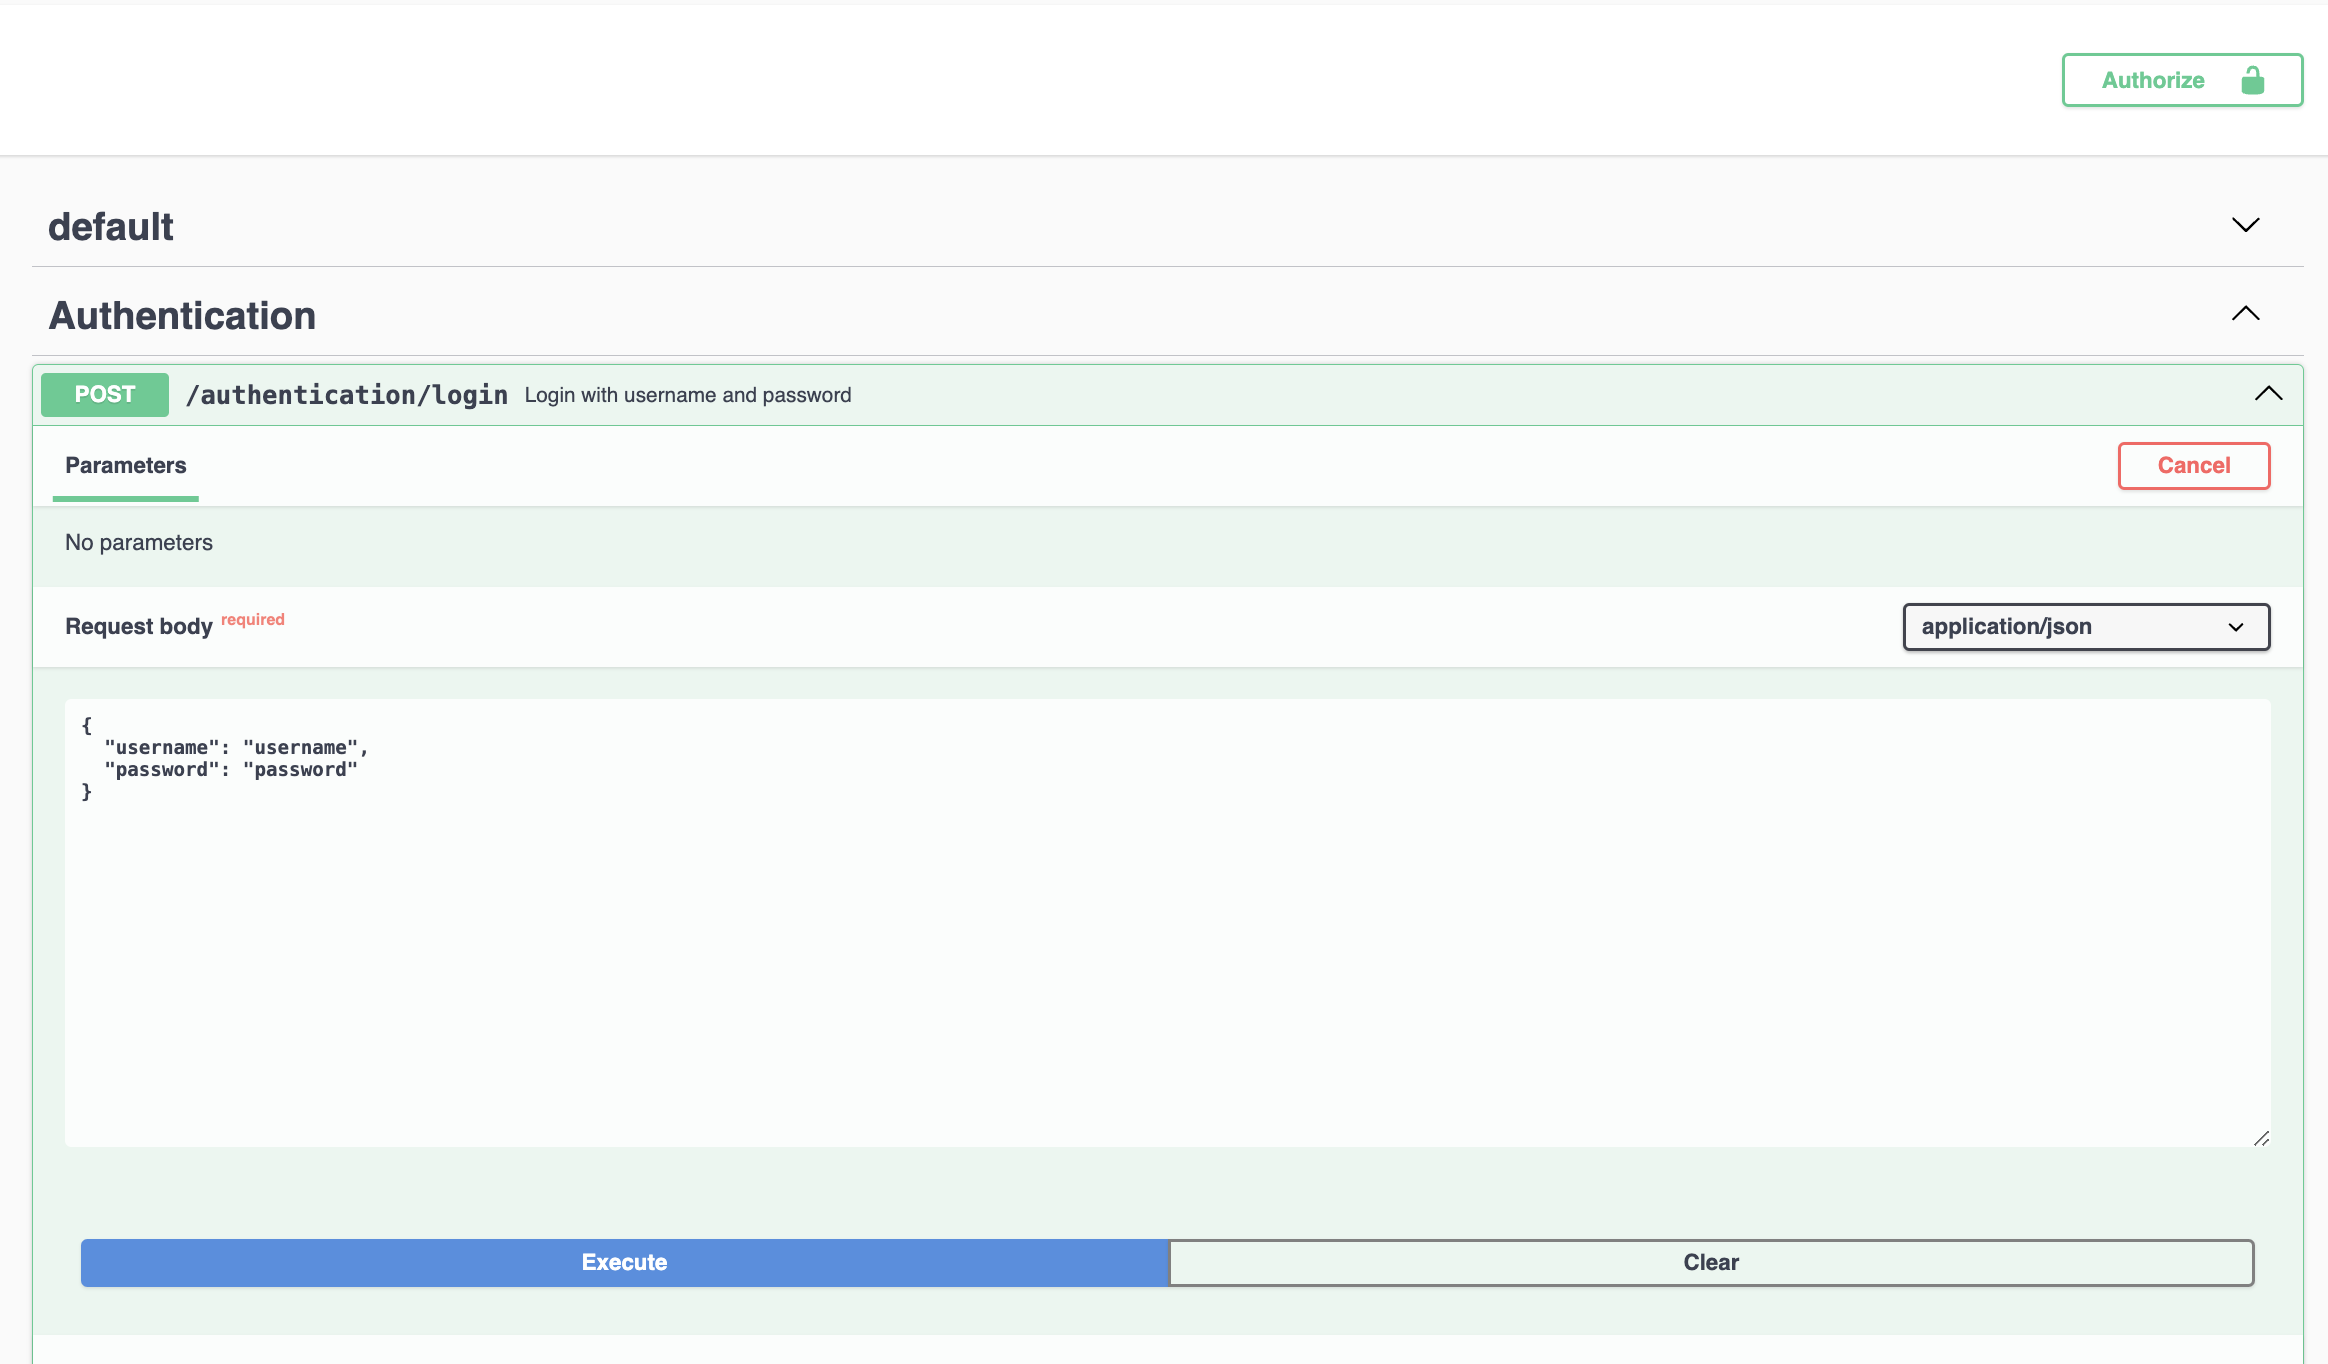 Authorize
default
Authentication
POST /authentication/login Login with username and password
Parameters
Cancel
No parameters
Request body required
application/json
{
  "username": "username",
  "password": "password"
}
Execute
Clear